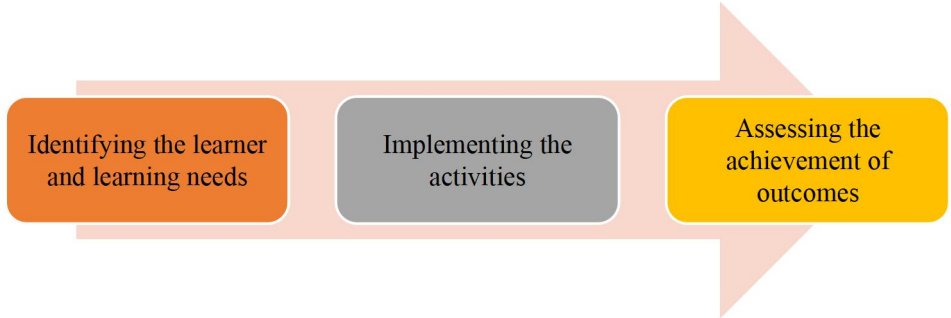 Identifying the learner
and learning needs
Implementing the
activities
Assessing the
achievement of
outcomes